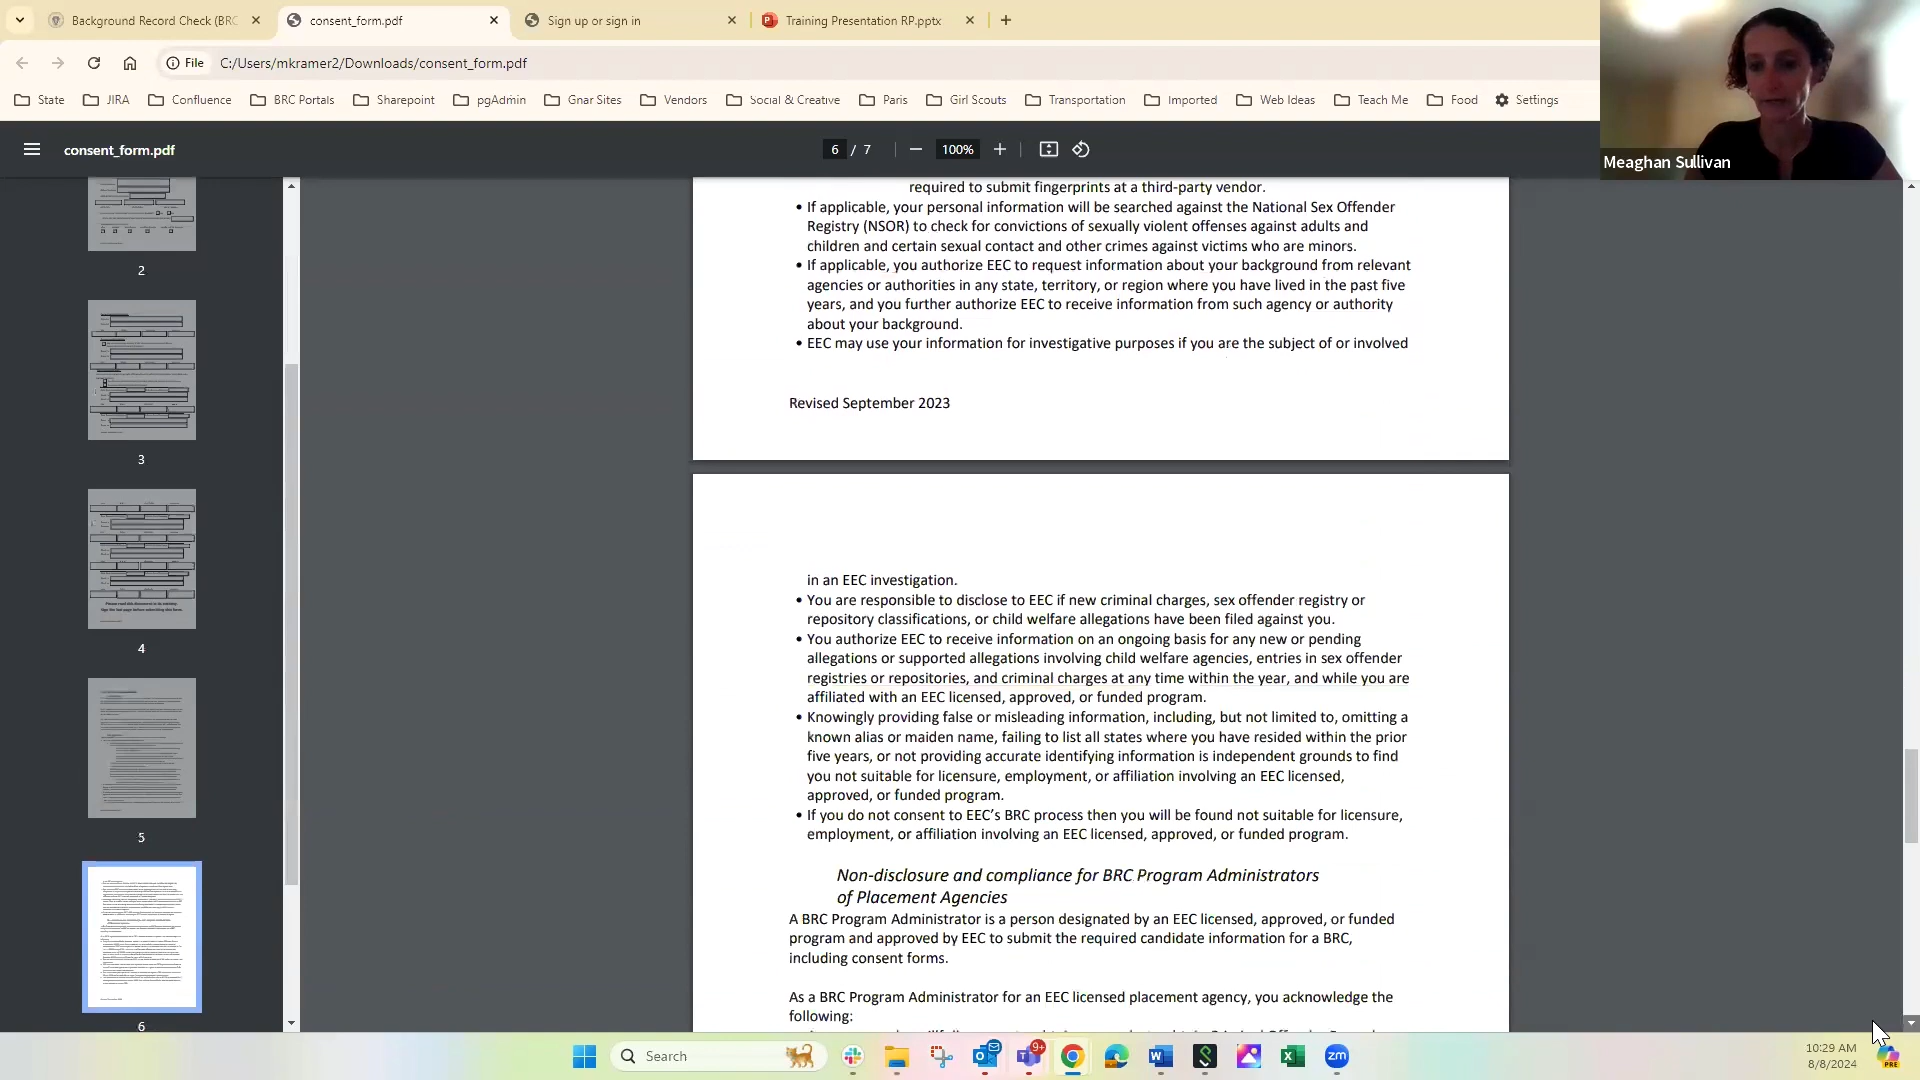 Background Record Check (BRC
consent_form.pdf
Sign up or sign in
Training Presentation RP.pptx
File
C:/Users/mkramer2/Downloads/consent_form.pdf
State
JIRA
Confluence
BRC Portals
Sharepoint
pgAdmin
Gnar Sites
Vendors
Social & Creative
Paris
Girl Scouts
Transportation
Imported
Web Ideas
Teach Me
Food
Settings
Meaghan Sullivan
consent_form.pdf
6 / 7
100%
2
3
4
5
6
required to submit fingerprints at a third-party vendor.
• If applicable, your personal information will be searched against the National Sex Offender
Registry (NSOR) to check for convictions of sexually violent offenses against adults and
children and certain sexual contact and other crimes against victims who are minors.
• If applicable, you authorize EEC to request information about your background from relevant
agencies or authorities in any state, territory, or region where you have lived in the past five
years, and you further authorize EEC to receive information from such agency or authority
about your background.
• EEC may use your information for investigative purposes if you are the subject of or involved
Revised September 2023
in an EEC investigation.
• You are responsible to disclose to EEC if new criminal charges, sex offender registry or
repository classifications, or child welfare allegations have been filed against you.
• You authorize EEC to receive information on an ongoing basis for any new or pending
allegations or supported allegations involving child welfare agencies, entries in sex offender
registries or repositories, and criminal charges at any time within the year, and while you are
affiliated with an EEC licensed, approved, or funded program.
• Knowingly providing false or misleading information, including, but not limited to, omitting a
known alias or maiden name, failing to list all states where you have resided within the prior
five years, or not providing accurate identifying information is independent grounds to find
you not suitable for licensure, employment, or affiliation involving an EEC licensed,
approved, or funded program.
• If you do not consent to EEC's BRC process then you will be found not suitable for licensure,
employment, or affiliation involving an EEC licensed, approved, or funded program.
Non-disclosure and compliance for BRC Program Administrators
of Placement Agencies
A BRC Program Administrator is a person designated by an EEC licensed, approved, or funded
program and approved by EEC to submit the required candidate information for a BRC,
including consent forms.
As a BRC Program Administrator for an EEC licensed placement agency, you acknowledge the
following:
Search
9+
zm
10:29 AM
8/8/2024
PRE